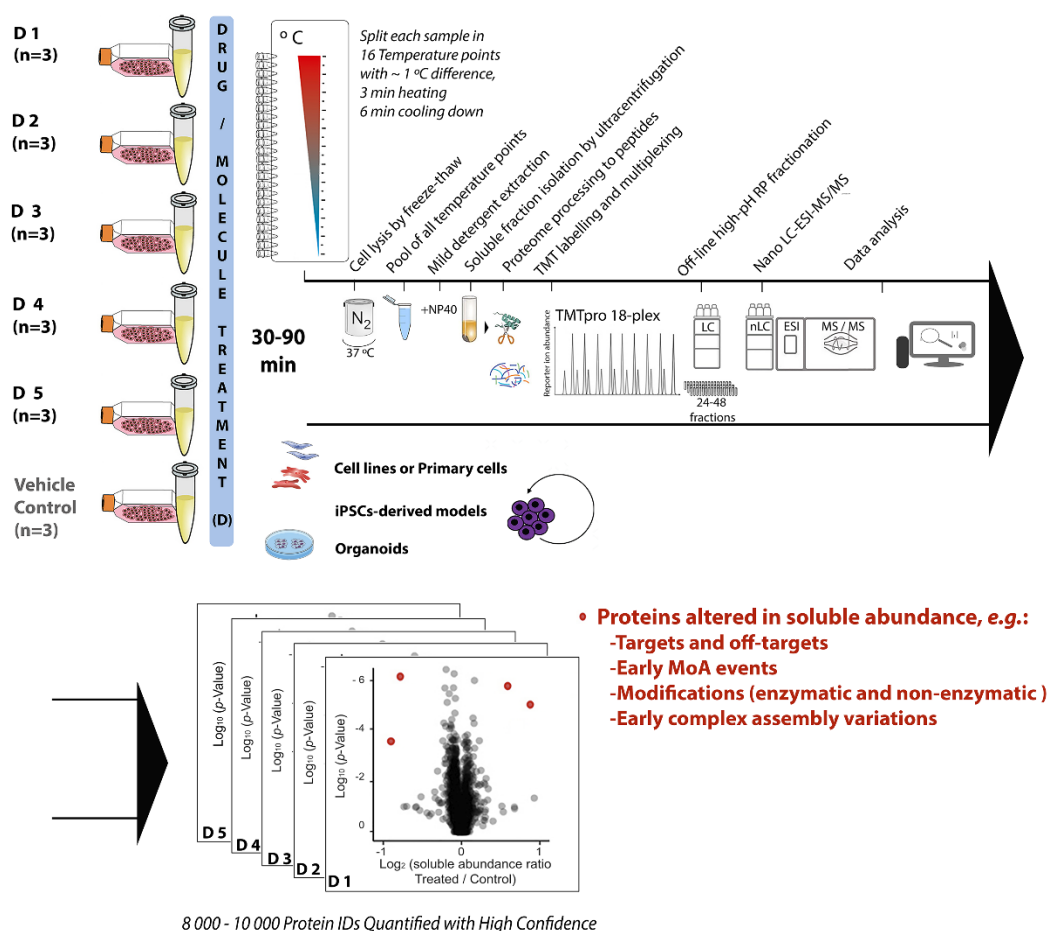 D 1
(n=3)
D 2
(n=3)
D 3
(n=3)
D 4
(n=3)
D 5
(n=3)
Vehicle
Control
(n=3)
DRUG / MOLECULE TREATMENT (D)
º C
Split each sample in
16 Temperature points
with ~ 1 ºC difference,
3 min heating
6 min cooling down
30-90
min
Cell lysis by freeze-thaw
Pool of all temperature points
Mild detergent extraction
Soluble fraction isolation by ultracentrifugation
Proteome processing to peptides
TMT labelling and multiplexing
Off-line high-pH RP fractionation
Nano LC-ESI-MS/MS
Data analysis
N2
37 ºC
+NP40
TMTpro 18-plex
Reporter ion abundance
LC
24-48
fractions
nLC
ESI
MS / MS
Cell lines or Primary cells
iPSCs-derived models
Organoids
Log₁₀ (p-Value)
D 5
Log₁₀ (p-Value)
D 4
Log₁₀ (p-Value)
D 3
Log₁₀ (p-Value)
D 2
Log₁₀ (p-Value)
- 6
-4
-2
0
-1
0
1
Log₂ (soluble abundance ratio
Treated / Control)
D 1
Proteins altered in soluble abundance, e.g.:
-Targets and off-targets
-Early MoA events
-Modifications (enzymatic and non-enzymatic )
-Early complex assembly variations
8 000 - 10 000 Protein IDs Quantified with High Confidence